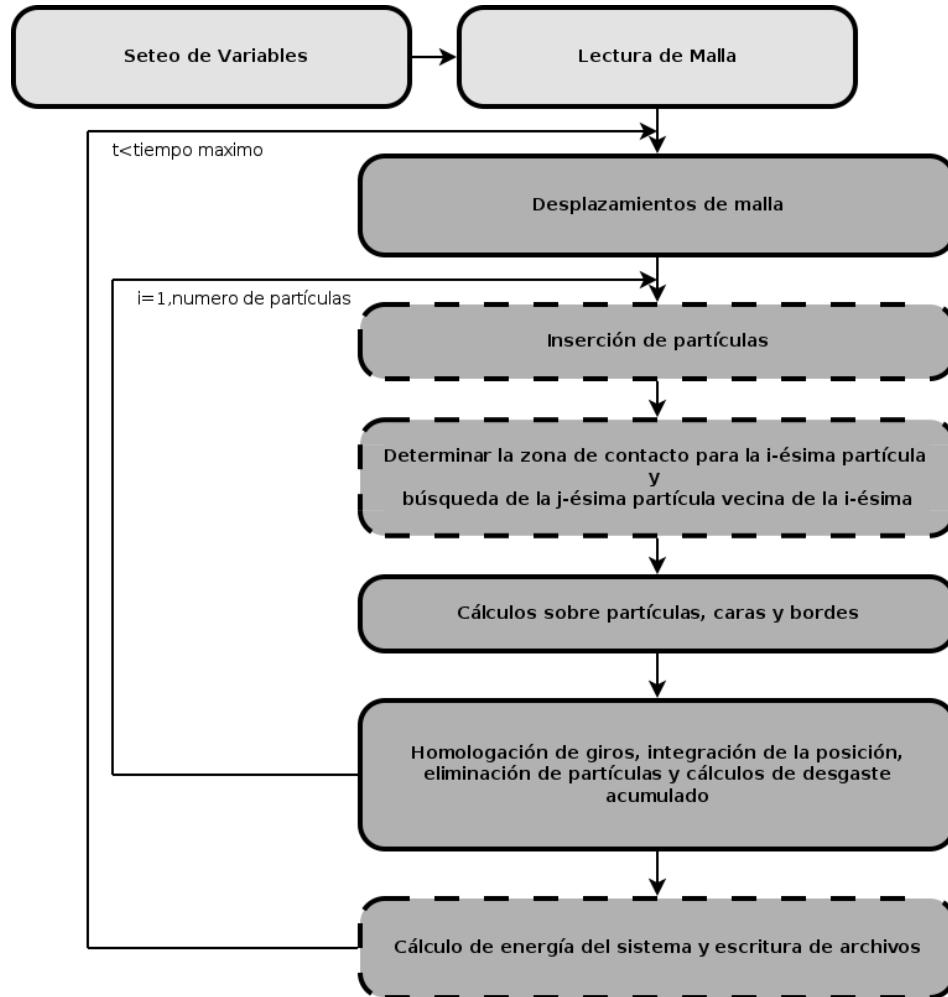 Seteo de Variables
Lectura de Malla
t<tiempo maximo
Desplazamientos de malla
i=1,numero de partículas
Inserción de partículas
Determinar la zona de contacto para la i-ésima partícula
y
búsqueda de la j-ésima partícula vecina de la i-ésima
Cálculos sobre partículas, caras y bordes
Homologación de giros, integración de la posición,
eliminación de partículas y cálculos de desgaste
acumulado
Cálculo de energía del sistema y escritura de archivos